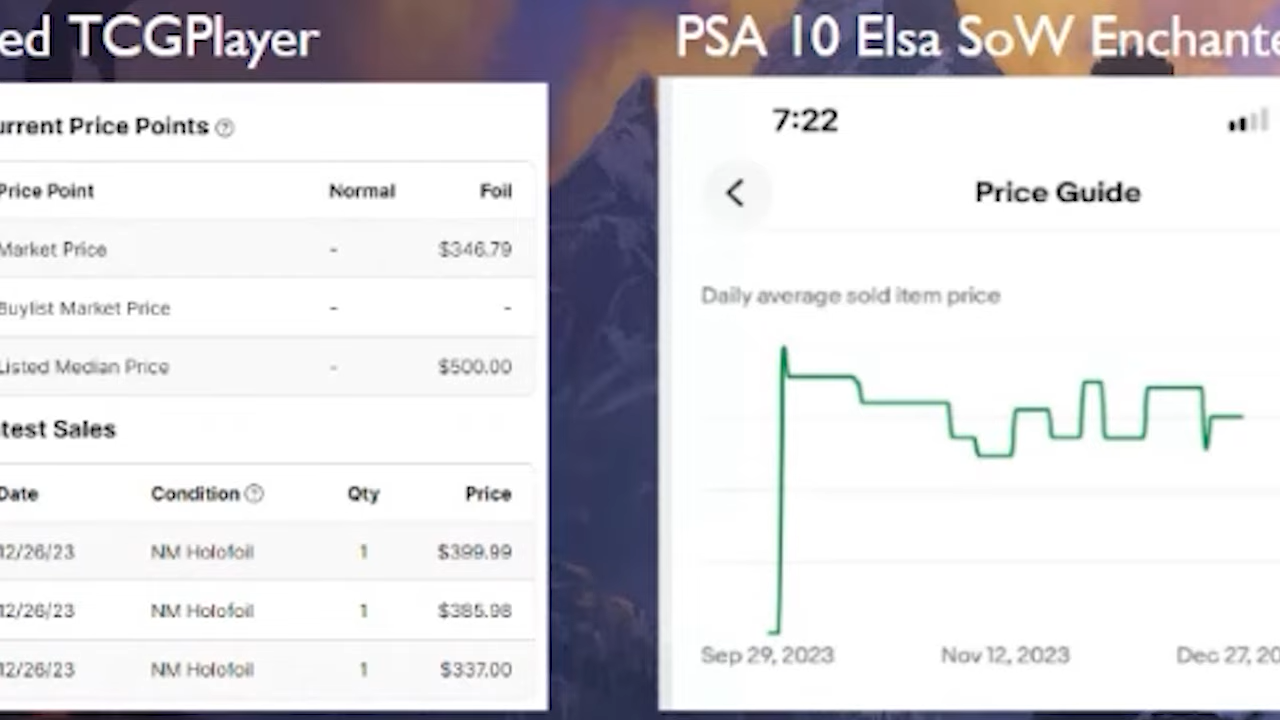 ed TCGPlayer
urrent Price Points ?
Price Point Normal Foil
Market Price - $346.79
Buylist Market Price - -
Listed Median Price - $500.00
test Sales
Date Condition ? Qty Price
12/26/23 NM Holofoil 1 $399.99
12/26/23 NM Holofoil 1 $385.98
12/26/23 NM Holofoil 1 $337.00
PSA 10 Elsa SoW Enchante
7:22
Price Guide
Daily average sold item price
Sep 29, 2023 Nov 12, 2023 Dec 27, 20